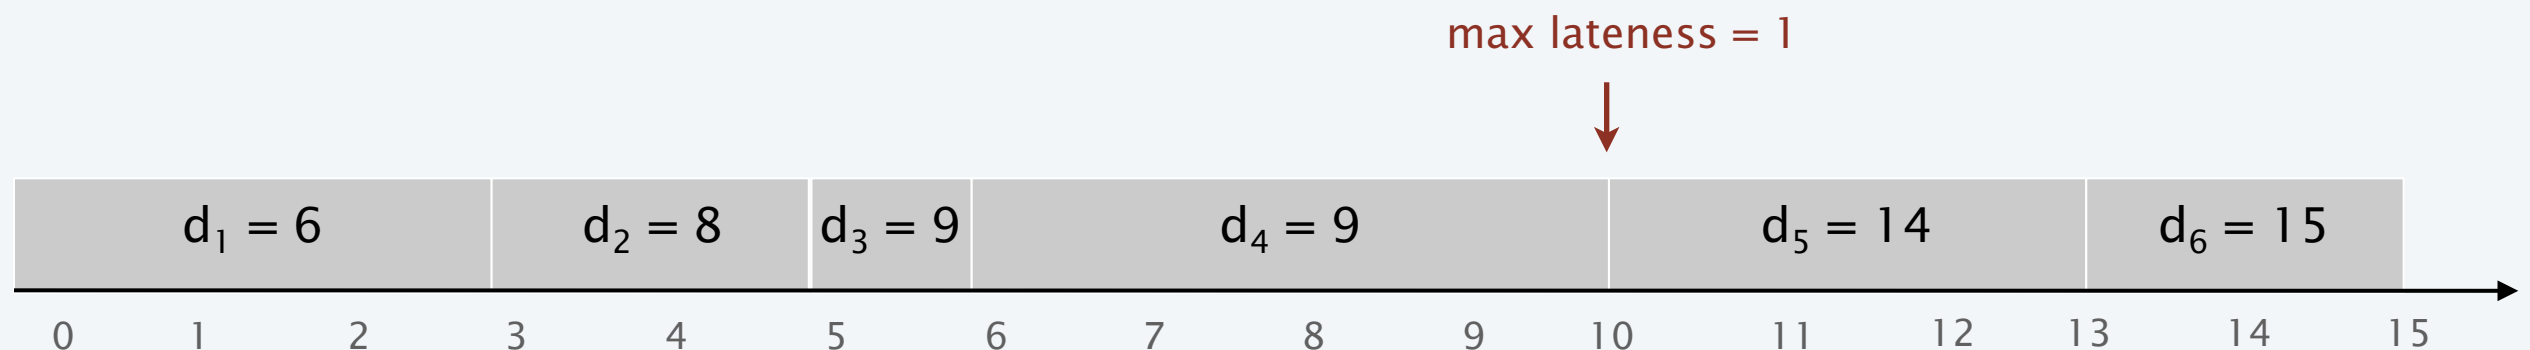 max lateness = 1
d₁ = 6 d₂ = 8 d₃ = 9 d₄ = 9 d₅ = 14 d₆ = 15
0 1 2 3 4 5 6 7 8 9 10 11 12 13 14 15